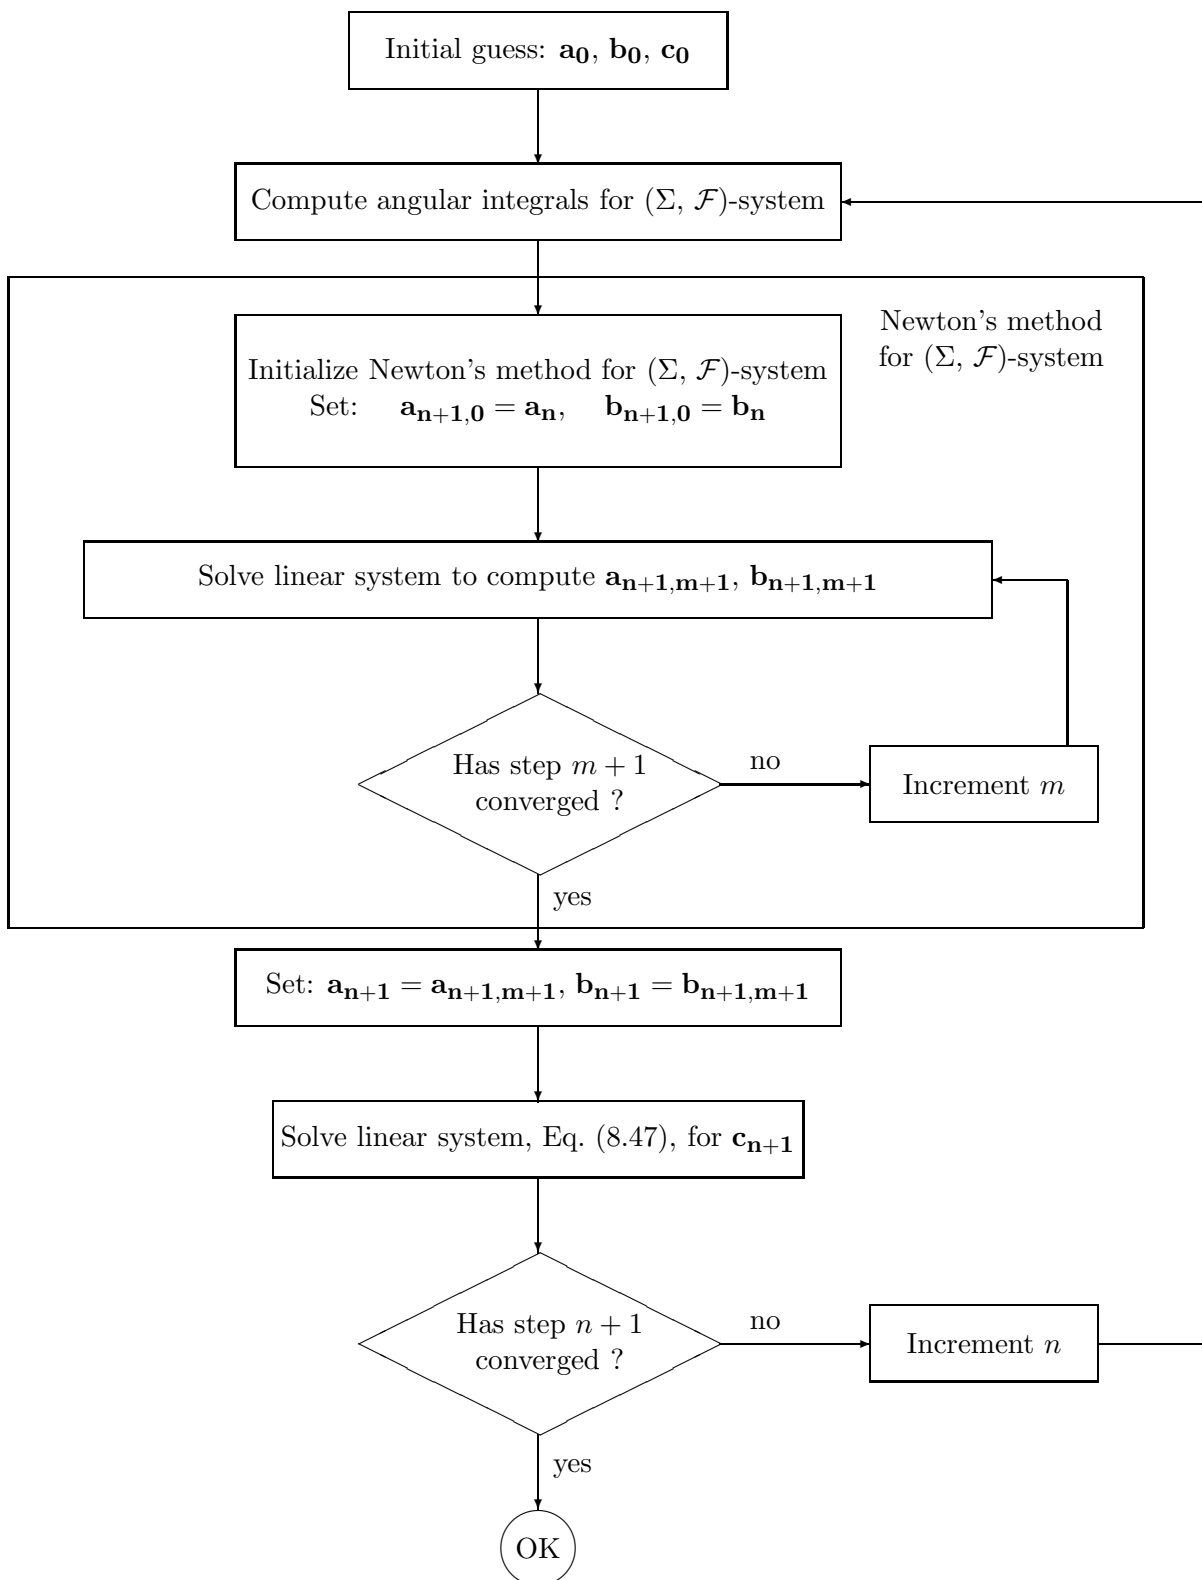 Initial guess: a₀, b₀, c₀
Compute angular integrals for (Σ, ℱ)-system
Newton's method
for (Σ, ℱ)-system
Initialize Newton's method for (Σ, ℱ)-system
Set: aₙ₊₁,₀ = aₙ, bₙ₊₁,₀ = bₙ
Solve linear system to compute aₙ₊₁,ₘ₊₁, bₙ₊₁,ₘ₊₁
Has step m + 1
converged ?
no
Increment m
yes
Set: aₙ₊₁ = aₙ₊₁,ₘ₊₁, bₙ₊₁ = bₙ₊₁,ₘ₊₁
Solve linear system, Eq. (8.47), for cₙ₊₁
Has step n + 1
converged ?
no
Increment n
yes
OK